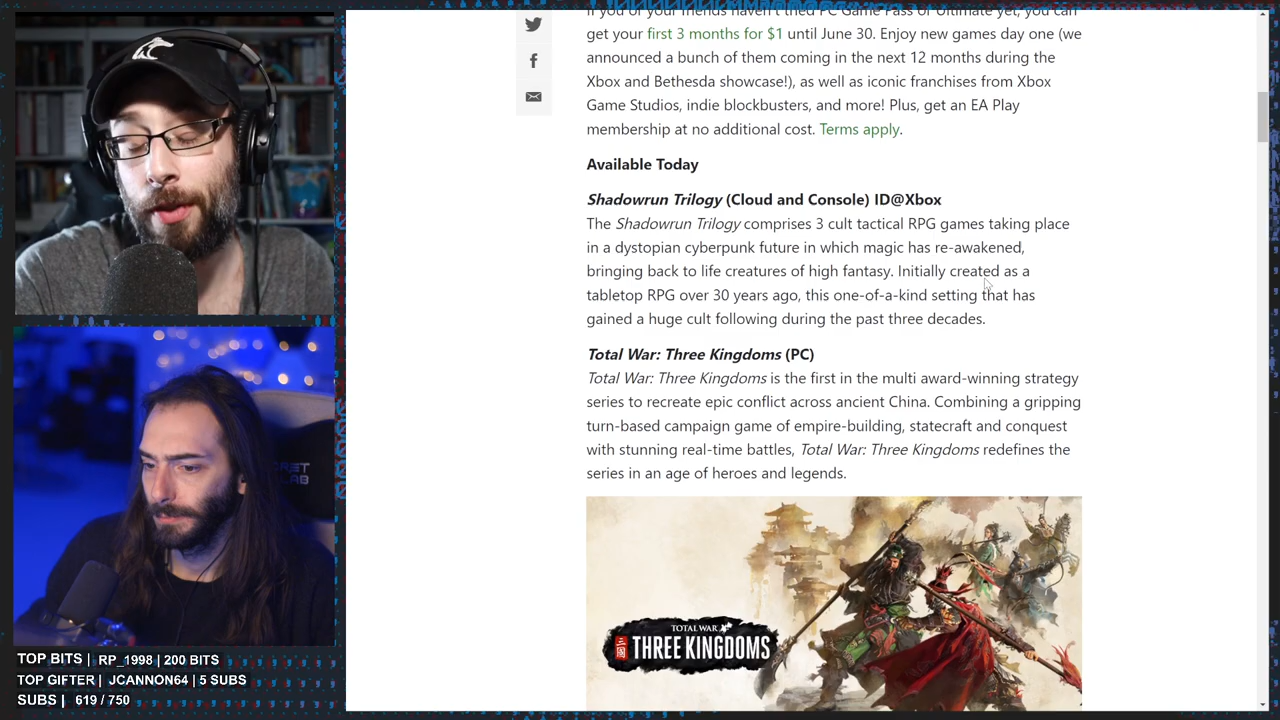 If you or your friends haven't tried PC Game Pass or Ultimate yet, you can
get your first 3 months for $1 until June 30. Enjoy new games day one (we
announced a bunch of them coming in the next 12 months during the
Xbox and Bethesda showcase!), as well as iconic franchises from Xbox
Game Studios, indie blockbusters, and more! Plus, get an EA Play
membership at no additional cost. Terms apply.
Available Today
Shadowrun Trilogy (Cloud and Console) ID@Xbox
The Shadowrun Trilogy comprises 3 cult tactical RPG games taking place
in a dystopian cyberpunk future in which magic has re-awakened,
bringing back to life creatures of high fantasy. Initially created as a
tabletop RPG over 30 years ago, this one-of-a-kind setting that has
gained a huge cult following during the past three decades.
Total War: Three Kingdoms (PC)
Total War: Three Kingdoms is the first in the multi award-winning strategy
series to recreate epic conflict across ancient China. Combining a gripping
turn-based campaign game of empire-building, statecraft and conquest
with stunning real-time battles, Total War: Three Kingdoms redefines the
series in an age of heroes and legends.
TOTAL WAR
三國
THREE KINGDOMS
TOP BITS | RP_1998 | 200 BITS
TOP GIFTER | JCANNON64 | 5 SUBS
SUBS | 619 / 750